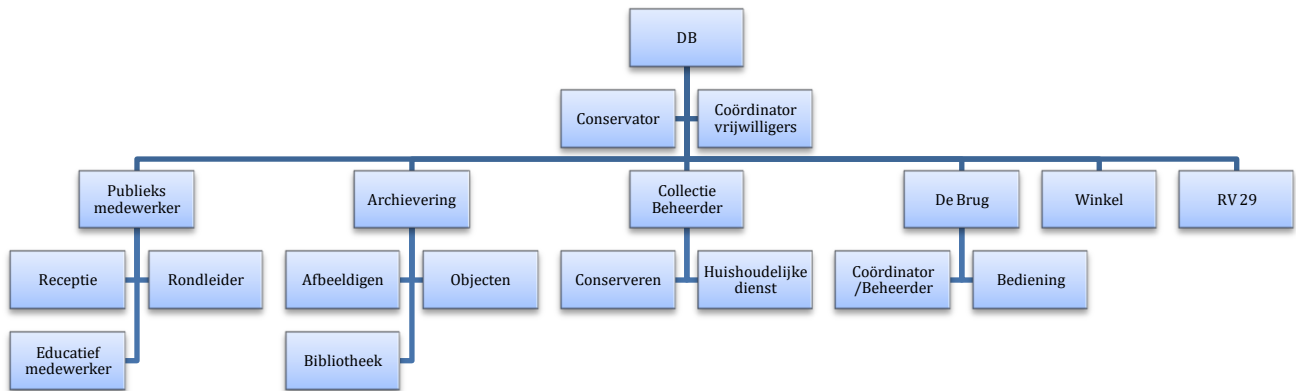 DB
Conservator
Coördinator
vrijwilligers
Publieks
medewerker
Archievering
Collectie
Beheerder
De Brug
Winkel
RV 29
Receptie
Rondleider
Afbeeldigen
Objecten
Conserveren
Huishoudelijke
dienst
Coördinator
/Beheerder
Bediening
Educatief
medewerker
Bibliotheek